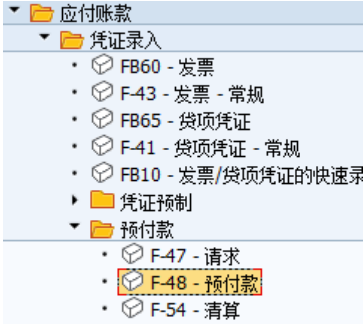 应付账款
凭证录入
FB60 - 发票
F-43 - 发票 - 常规
FB65 - 贷项凭证
F-41 - 贷项凭证 - 常规
FB10 - 发票/贷项凭证的快速录
凭证预制
预付款
F-47 - 请求
F-48 - 预付款
F-54 - 清算